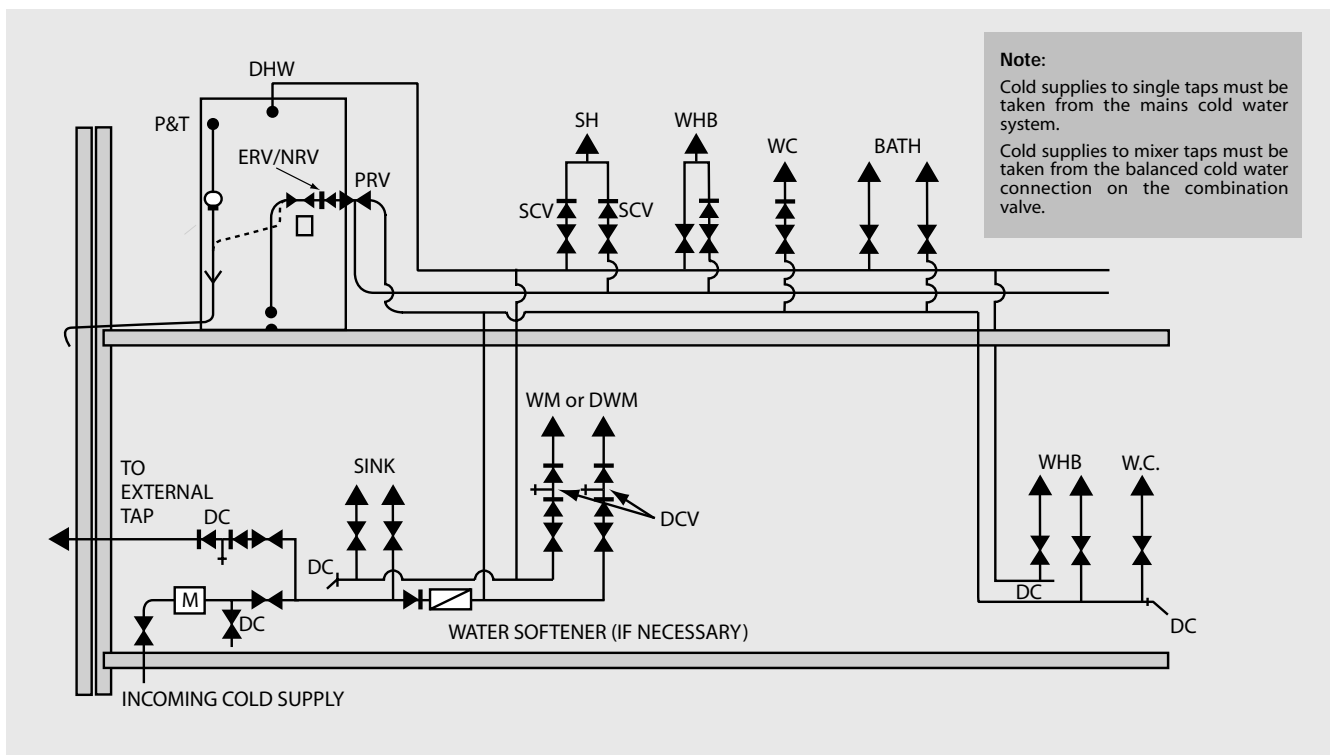 Note:
Cold supplies to single taps must be
taken from the mains cold water
system.
Cold supplies to mixer taps must be
taken from the balanced cold water
connection on the combination
valve.
DHW
P&T
ERV/NRV
PRV
SH
WHB
WC
BATH
SCV
SCV
WM or DWM
SINK
DCV
WHB
W.C.
TO
EXTERNAL
TAP
DC
DC
M
DC
DC
DC
WATER SOFTENER (IF NECESSARY)
INCOMING COLD SUPPLY